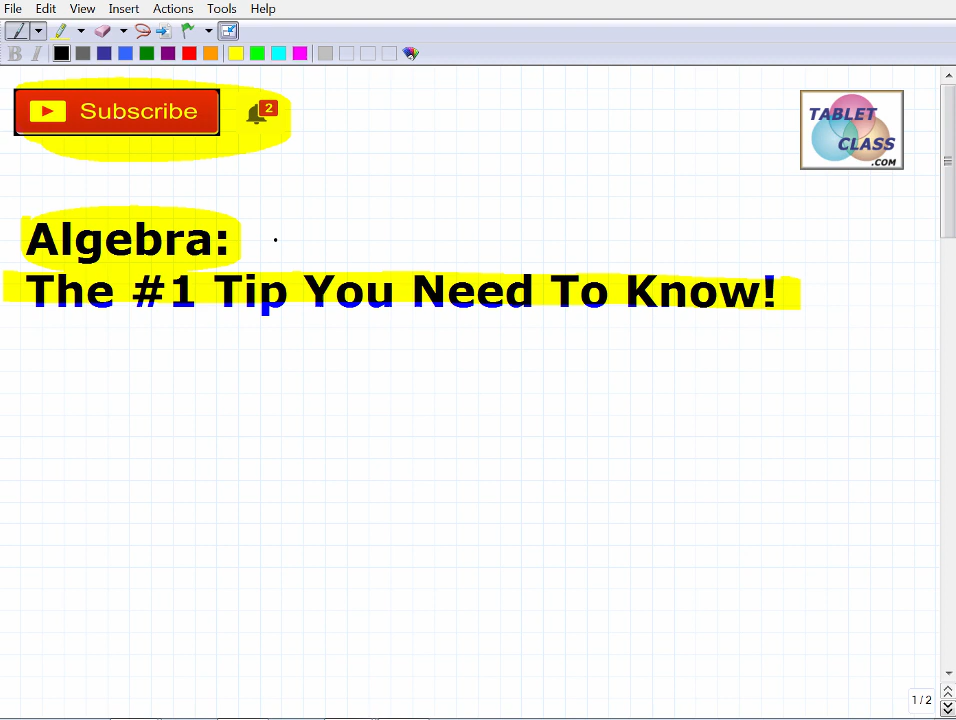 File Edit View Insert Actions Tools Help
B I
Subscribe 2
TABLET
CLASS
.COM
Algebra:
The #1 Tip You Need To Know!
1 / 2